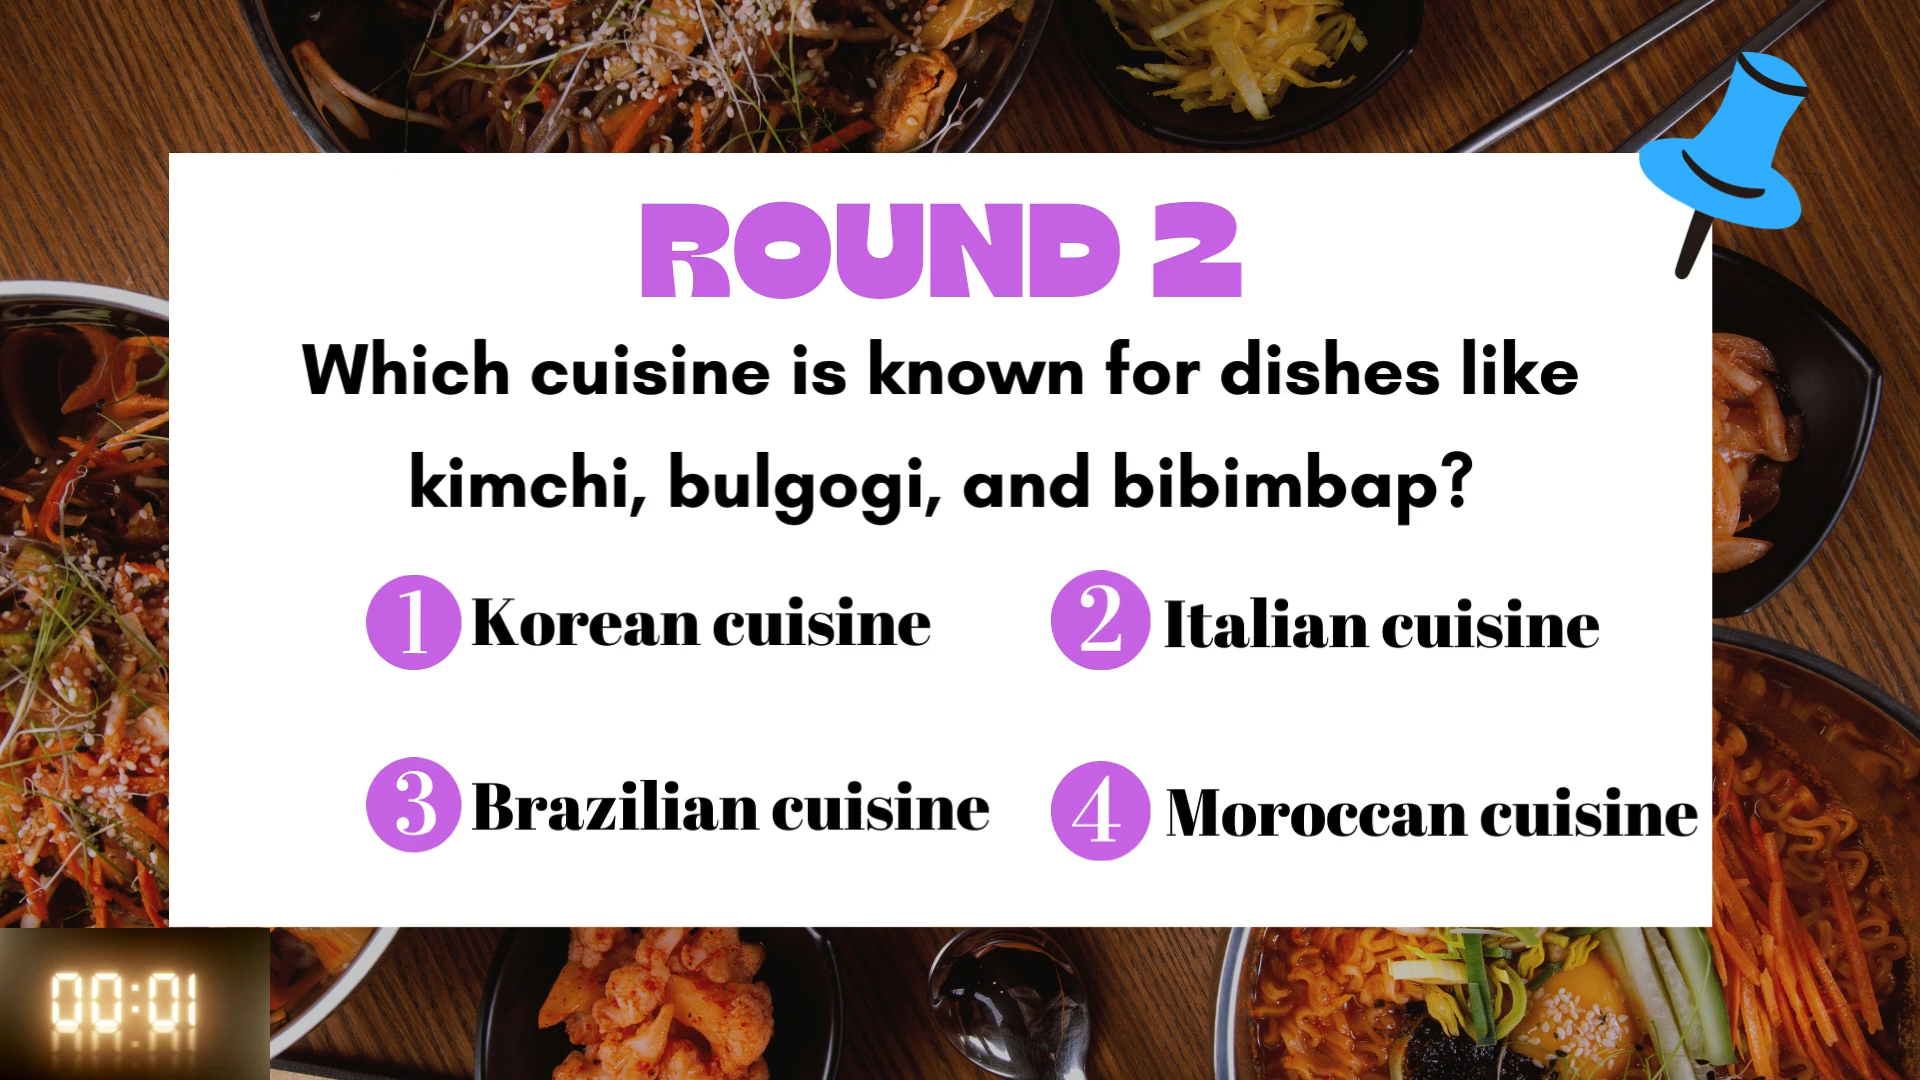 ROUND 2
Which cuisine is known for dishes like
kimchi, bulgogi, and bibimbap?
1 Korean cuisine
2 Italian cuisine
3 Brazilian cuisine
4 Moroccan cuisine
00:01